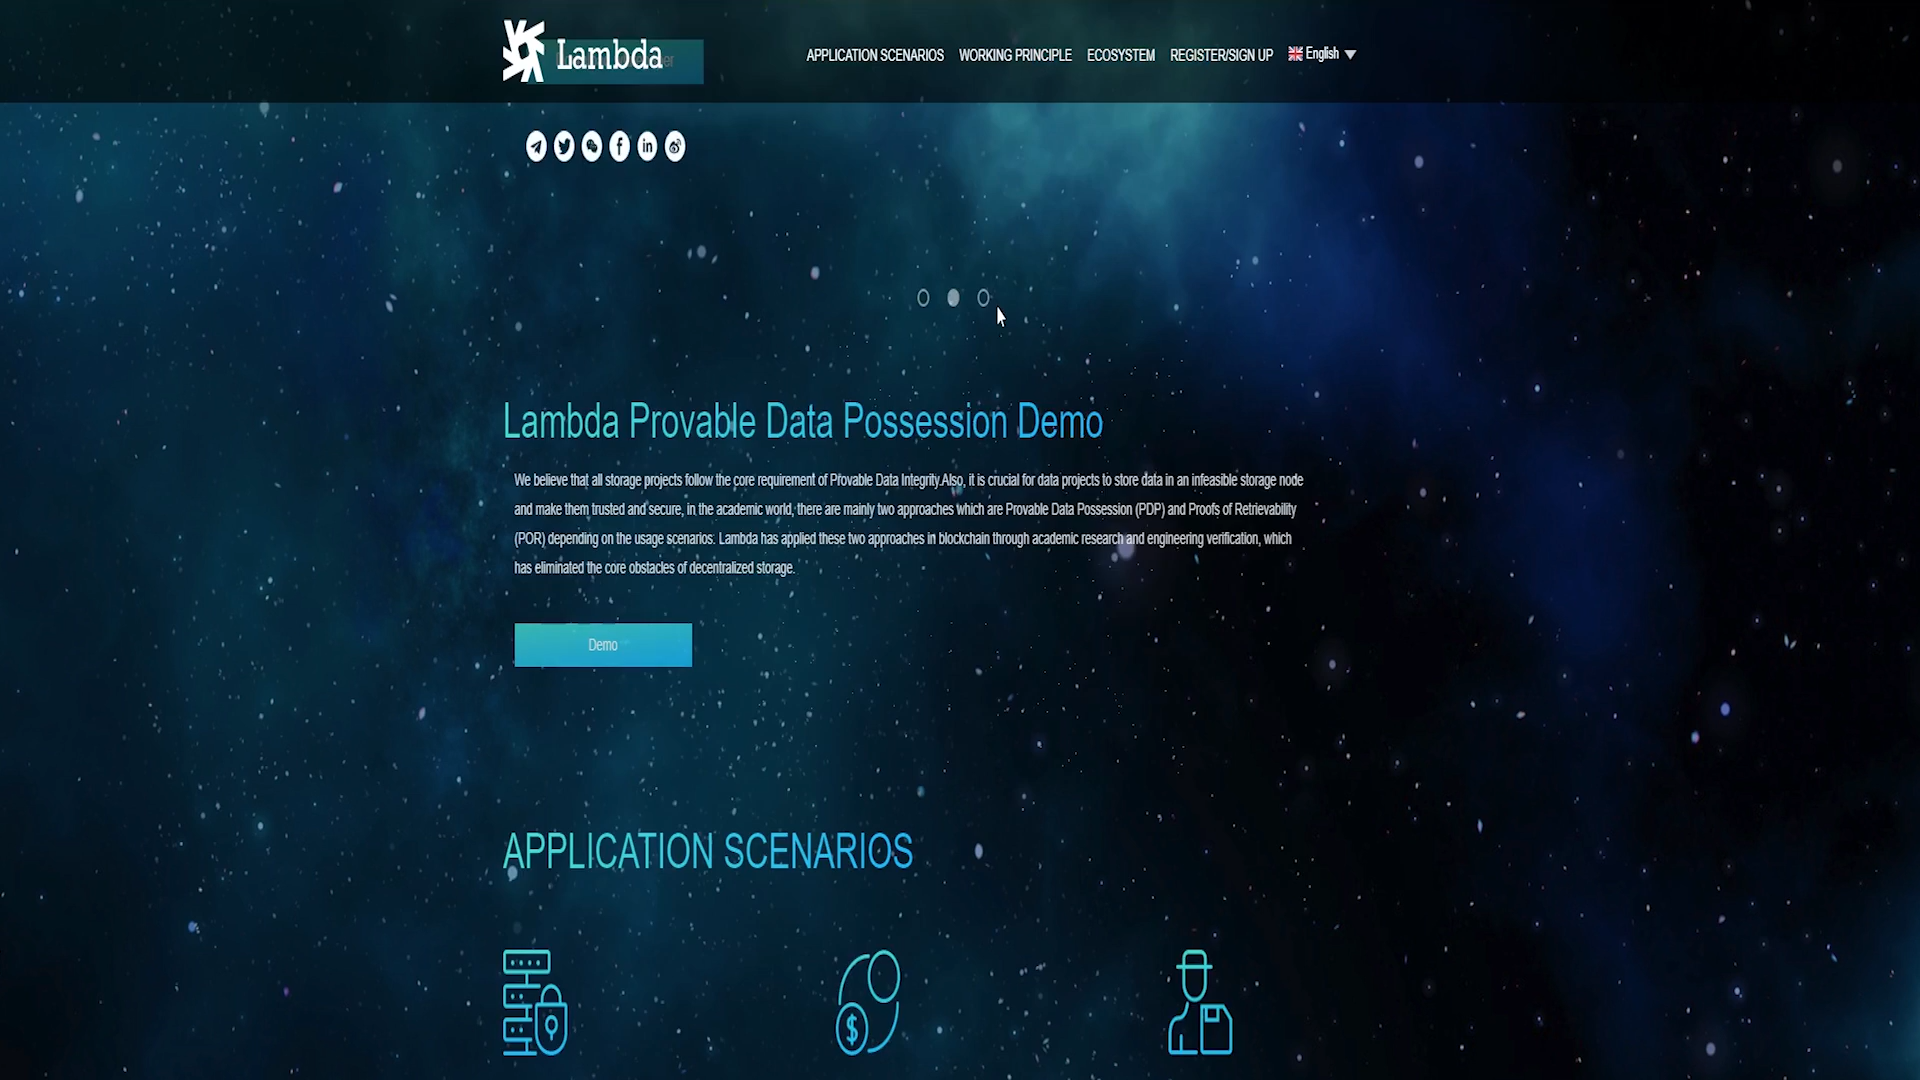 Lambda
APPLICATION SCENARIOS WORKING PRINCIPLE ECOSYSTEM REGISTER/SIGN UP English
Lambda Provable Data Possession Demo
We believe that all storage projects follow the core requirement of Provable Data Integrity.Also, it is crucial for data projects to store data in an infeasible storage node
and make them trusted and secure, in the academic world, there are mainly two approaches which are Provable Data Possession (PDP) and Proofs of Retrievability
(POR) depending on the usage scenarios. Lambda has applied these two approaches in blockchain through academic research and engineering verification, which
has eliminated the core obstacles of decentralized storage.
Demo
APPLICATION SCENARIOS